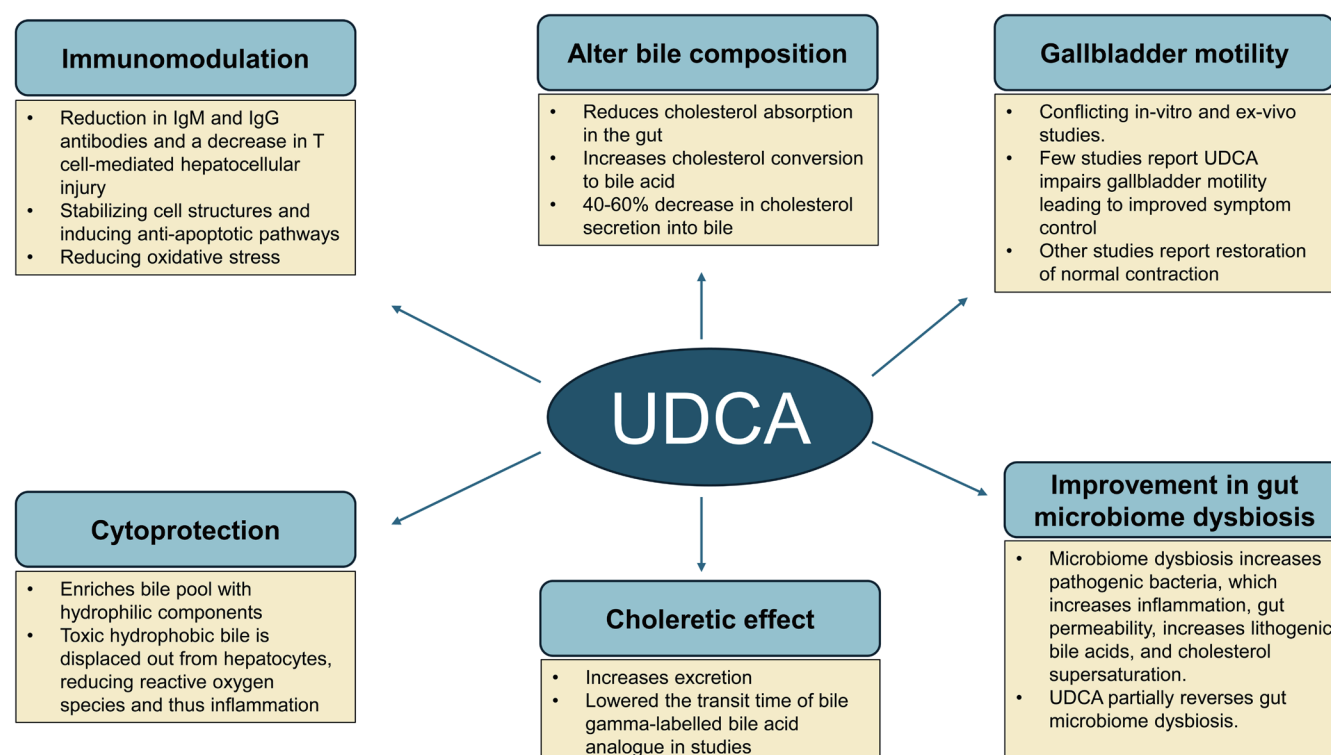 Immunomodulation
• Reduction in IgM and IgG
antibodies and a decrease in T
cell-mediated hepatocellular
injury
• Stabilizing cell structures and
inducing anti-apoptotic pathways
• Reducing oxidative stress
Alter bile composition
• Reduces cholesterol absorption
in the gut
• Increases cholesterol conversion
to bile acid
• 40-60% decrease in cholesterol
secretion into bile
Gallbladder motility
• Conflicting in-vitro and ex-vivo
studies.
• Few studies report UDCA
impairs gallbladder motility
leading to improved symptom
control
• Other studies report restoration
of normal contraction
UDCA
Cytoprotection
• Enriches bile pool with
hydrophilic components
• Toxic hydrophobic bile is
displaced out from hepatocytes,
reducing reactive oxygen
species and thus inflammation
Choleretic effect
• Increases excretion
• Lowered the transit time of bile
gamma-labelled bile acid
analogue in studies
Improvement in gut
microbiome dysbiosis
• Microbiome dysbiosis increases
pathogenic bacteria, which
increases inflammation, gut
permeability, increases lithogenic
bile acids, and cholesterol
supersaturation.
• UDCA partially reverses gut
microbiome dysbiosis.